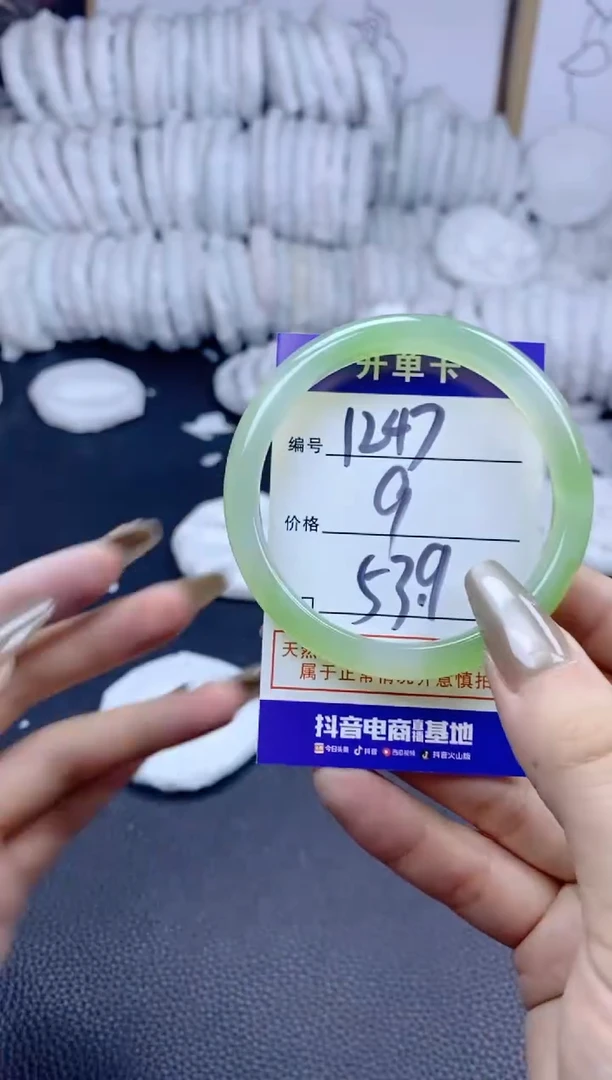 开单卡
编号 1247
价格 9
口 53.9
天然
属于正常情况介意慎拍
抖音电商直播基地
今日头条 抖音 西瓜视频 抖音火山版